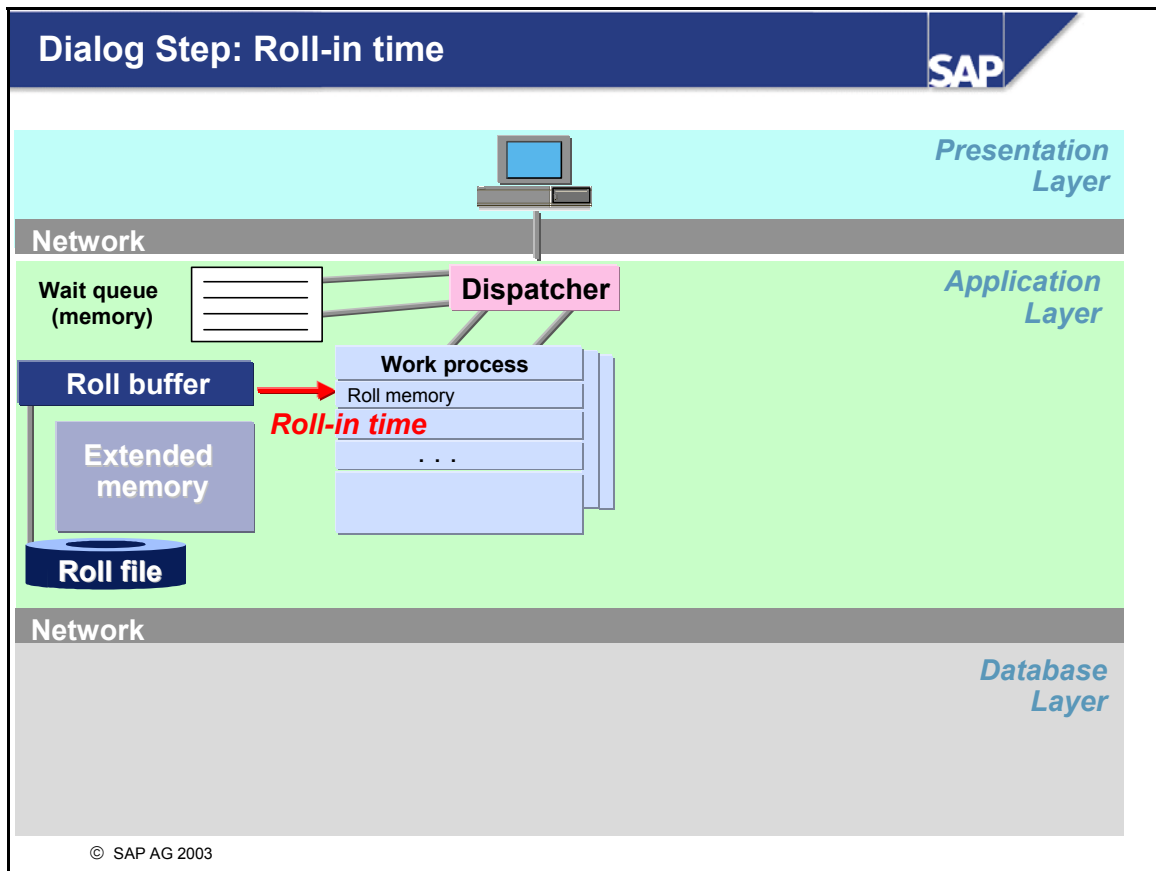 Dialog Step: Roll-in time
SAP
Presentation
Layer
Network
Wait queue
(memory)
Dispatcher
Application
Layer
Work process
Roll buffer
Roll memory
Roll-in time
Extended
memory
. . .
Roll file
Network
Database
Layer
© SAP AG 2003